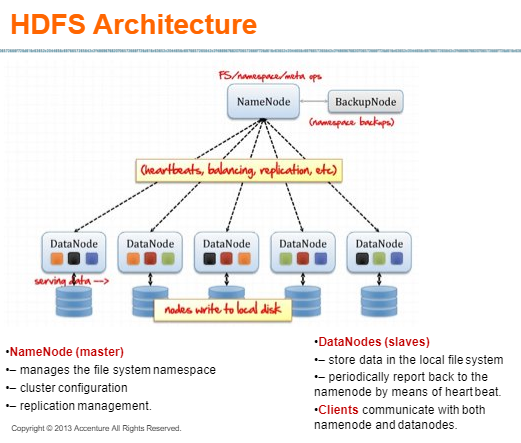 HDFS Architecture
FS/namespace/meta ops
NameNode
BackupNode
(namespace backups)
(heartbeats, balancing, replication, etc)
DataNode
DataNode
DataNode
DataNode
DataNode
serving data -->
nodes write to local disk
•NameNode (master)
•– manages the file system namespace
•– cluster configuration
•– replication management.
•DataNodes (slaves)
•– store data in the local file system
•– periodically report back to the
namenode by means of heart beat.
•Clients communicate with both
namenode and datanodes.
Copyright © 2013 Accenture All Rights Reserved.